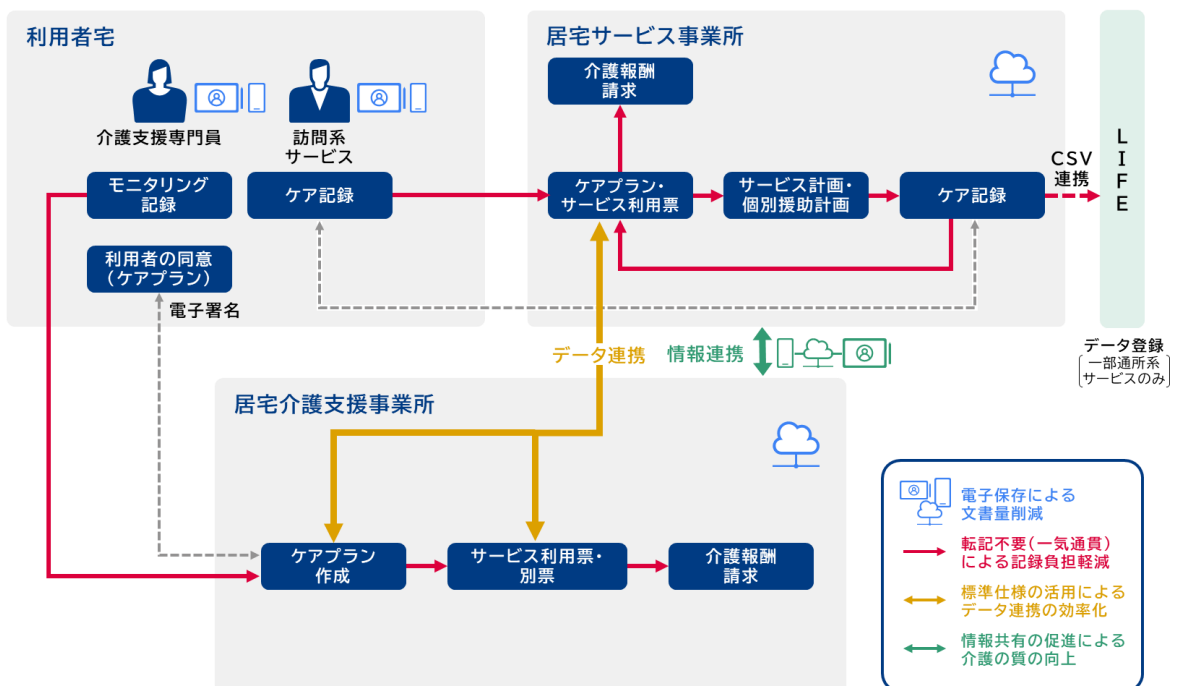 利用者宅
介護支援専門員
訪問系
サービス
モニタリング
記録
ケア記録
利用者の同意
(ケアプラン)
電子署名
居宅サービス事業所
介護報酬
請求
ケアプラン・
サービス利用票
サービス計画・
個別援助計画
ケア記録
CSV
連携
LIFE
データ登録
一部通所系
サービスのみ
データ連携
情報連携
居宅介護支援事業所
ケアプラン
作成
サービス利用票・
別票
介護報酬
請求
電子保存による
文書量削減
転記不要(一気通貫)
による記録負担軽減
標準仕様の活用による
データ連携の効率化
情報共有の促進による
介護の質の向上